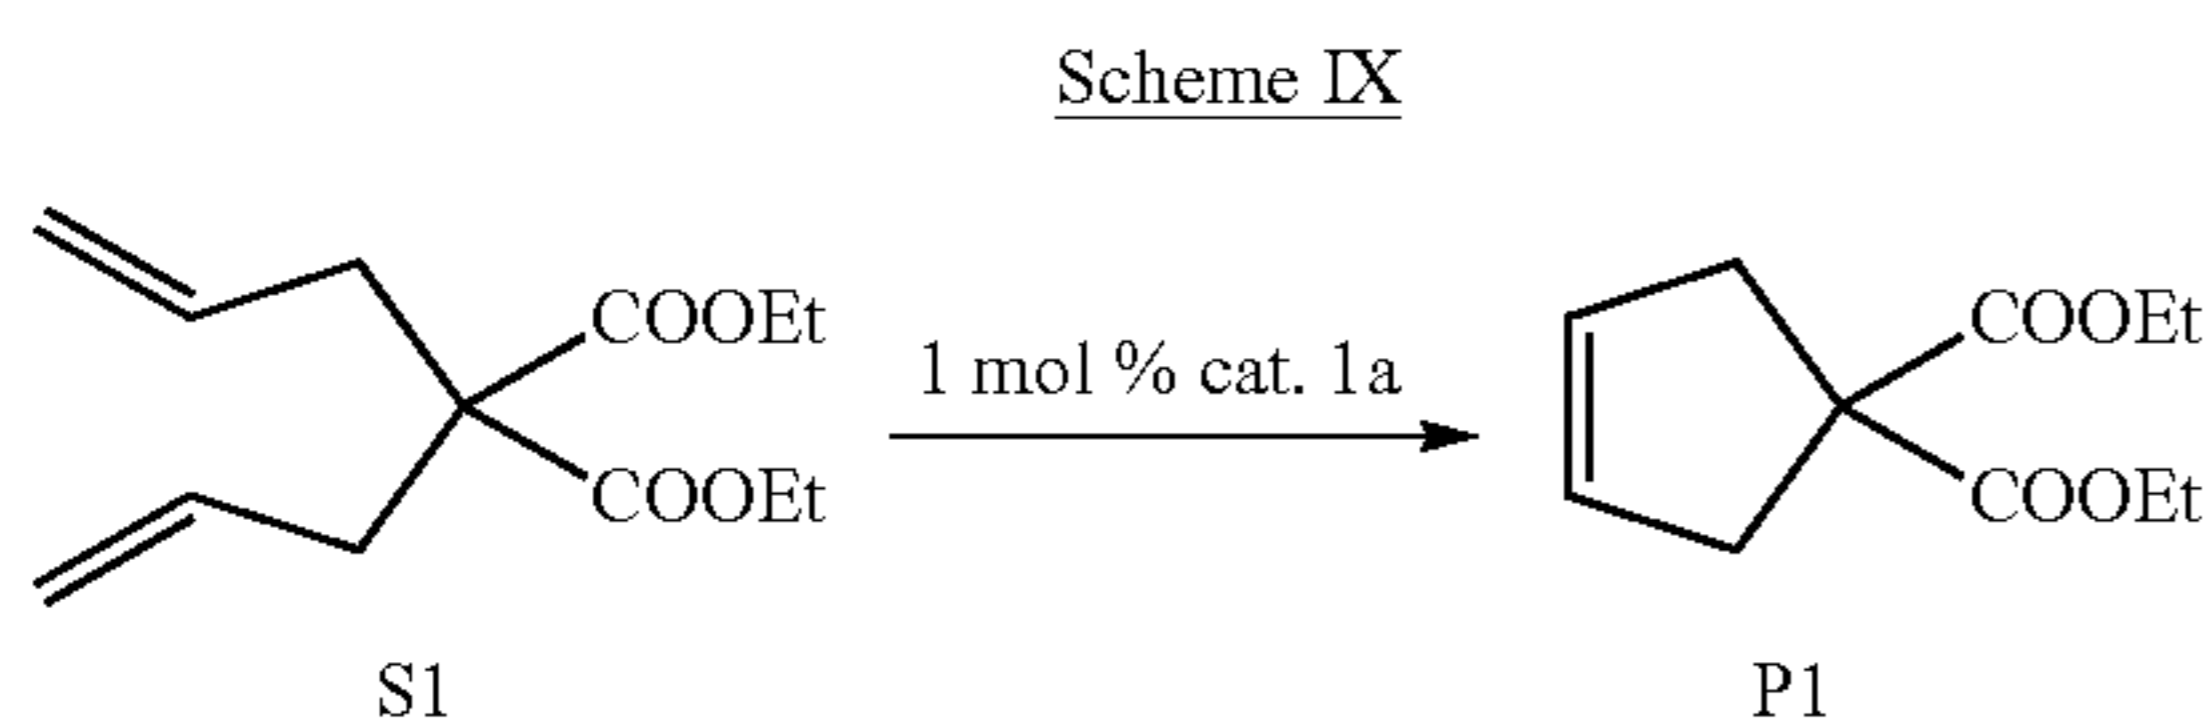 Scheme IX
COOEt
COOEt
1 mol % cat. 1a
COOEt
COOEt
S1
P1